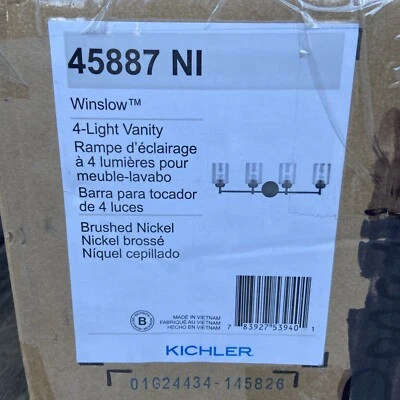 45887 NI
Winslow™
4-Light Vanity
Rampe d'éclairage
à 4 lumières pour
meuble-lavabo
Barra para tocador
de 4 luces
Brushed Nickel
Nickel brossé
Níquel cepillado
B
MADE IN VIETNAM
FABRIQUÉ AU VIETNAM
HECHO EN VIETNAM
7 83927 53940 1
KICHLER
01G24434-145826